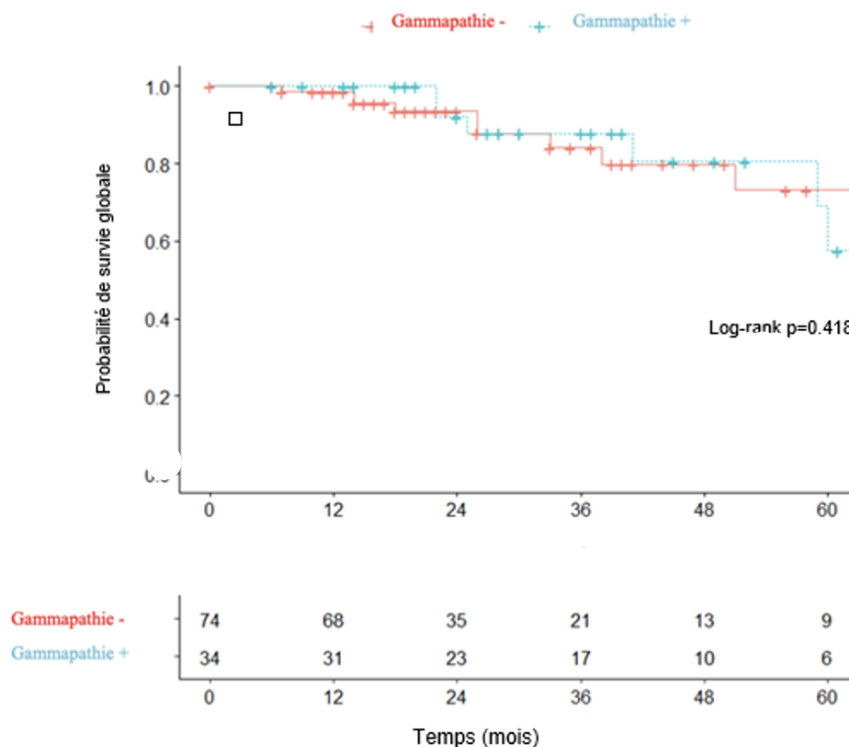 Gammapathie - Gammapathie +
1.0
0.8
0.6
0.4
0.2
Probabilité de survie globale
Log-rank p=0.418
0 12 24 36 48 60
Gammapathie - 74 68 35 21 13 9
Gammapathie + 34 31 23 17 10 6
0 12 24 36 48 60
Temps (mois)